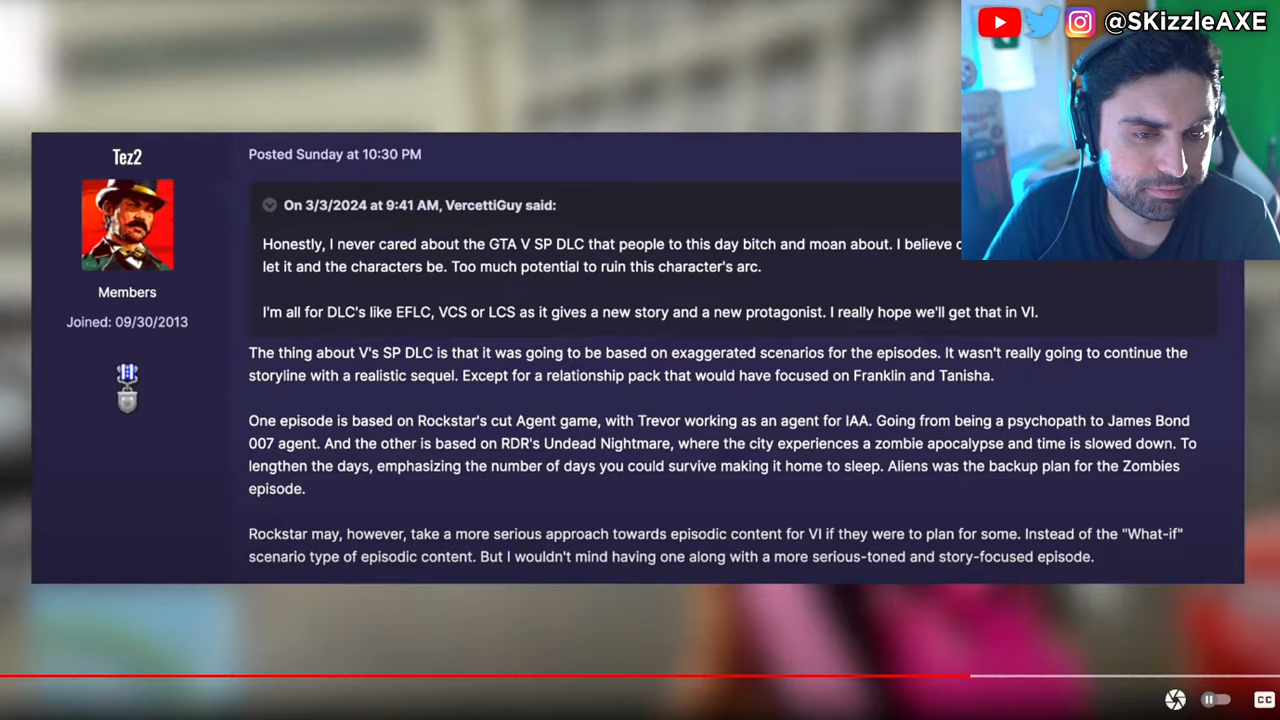 @SKizzleAXE
Tez2
Members
Joined: 09/30/2013
Posted Sunday at 10:30 PM
On 3/3/2024 at 9:41 AM, VercettiGuy said:
Honestly, I never cared about the GTA V SP DLC that people to this day bitch and moan about. I believe
let it and the characters be. Too much potential to ruin this character's arc.
I'm all for DLC's like EFLC, VCS or LCS as it gives a new story and a new protagonist. I really hope we'll get that in VI.
The thing about V's SP DLC is that it was going to be based on exaggerated scenarios for the episodes. It wasn't really going to continue the
storyline with a realistic sequel. Except for a relationship pack that would have focused on Franklin and Tanisha.
One episode is based on Rockstar's cut Agent game, with Trevor working as an agent for IAA. Going from being a psychopath to James Bond
007 agent. And the other is based on RDR's Undead Nightmare, where the city experiences a zombie apocalypse and time is slowed down. To
lengthen the days, emphasizing the number of days you could survive making it home to sleep. Aliens was the backup plan for the Zombies
episode.
Rockstar may, however, take a more serious approach towards episodic content for VI if they were to plan for some. Instead of the "What-if"
scenario type of episodic content. But I wouldn't mind having one along with a more serious-toned and story-focused episode.
CC